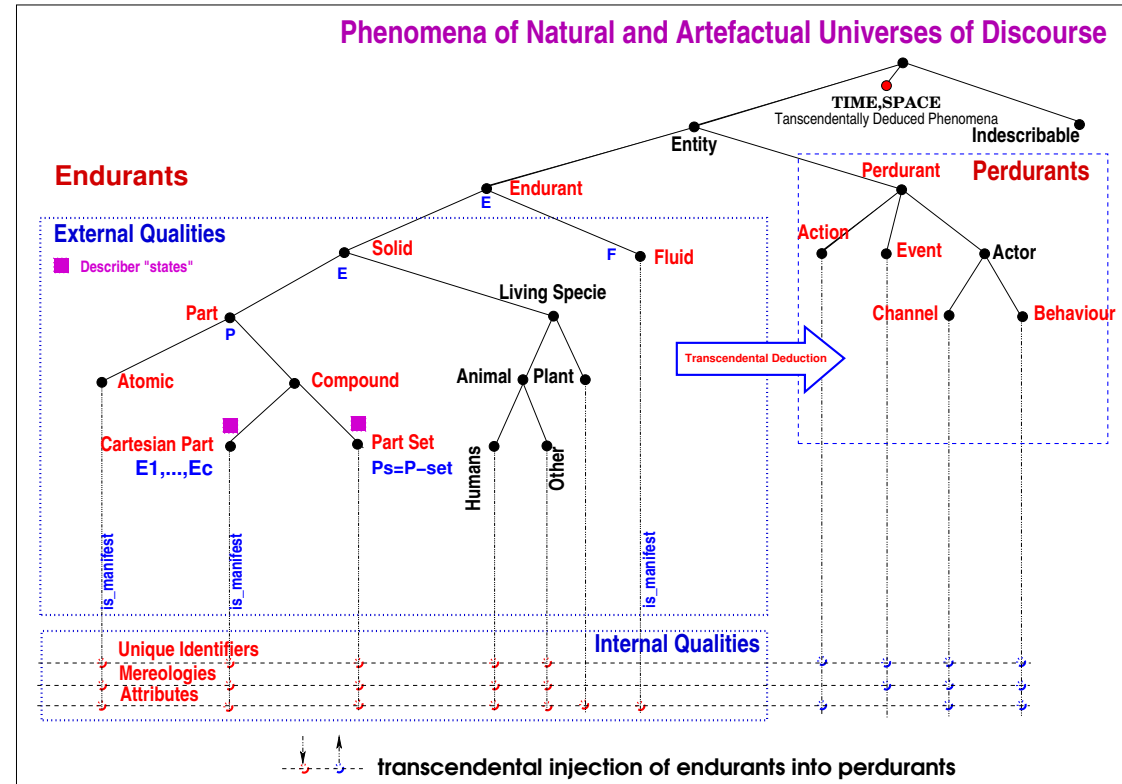 Phenomena of Natural and Artefactual Universes of Discourse
TIME,SPACE
Tanscendentally Deduced Phenomena
Indescribable
Entity
Endurants
Perdurant
Perdurants
Endurant
E
External Qualities
Describer "states"
Solid
E
F
Fluid
Action
Event
Actor
Living Specie
Part
P
Channel
Behaviour
Transcendental Deduction
Atomic
Compound
Animal
Plant
Cartesian Part
E1,...,Ec
Part Set
Ps=P−set
Humans
Other
is_manifest
is_manifest
is_manifest
Internal Qualities
Unique Identifiers
Mereologies
Attributes
transcendental injection of endurants into perdurants